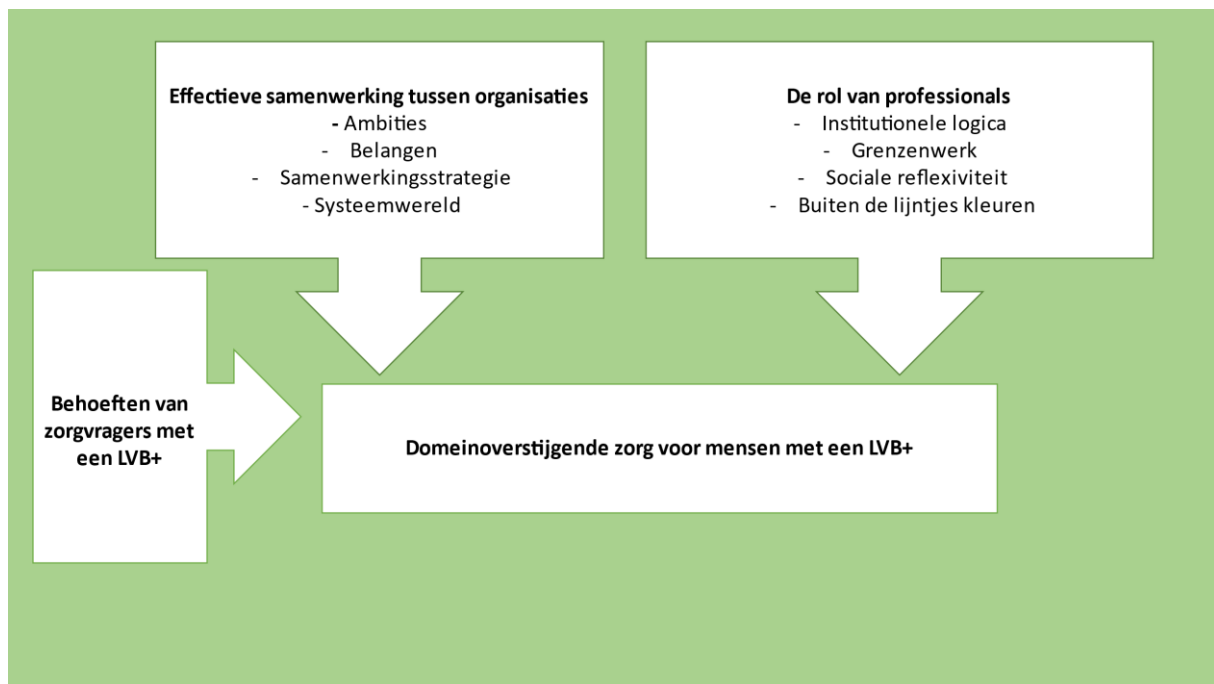 Effectieve samenwerking tussen organisaties
- Ambities
- Belangen
- Samenwerkingsstrategie
- Systeemwereld
De rol van professionals
- Institutionele logica
- Grenzenwerk
- Sociale reflexiviteit
- Buiten de lijntjes kleuren
Behoeften van
zorgvragers met
een LVB+
Domeinoverstijgende zorg voor mensen met een LVB+